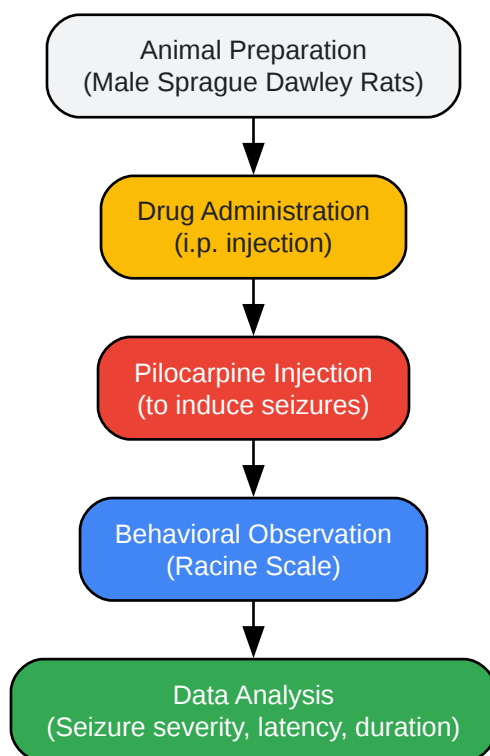 Animal Preparation
(Male Sprague Dawley Rats)
Drug Administration
(i.p. injection)
Pilocarpine Injection
(to induce seizures)
Behavioral Observation
(Racine Scale)
Data Analysis
(Seizure severity, latency, duration)